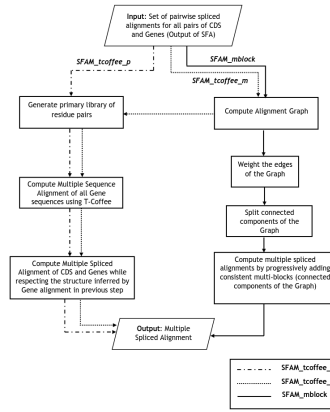 Input: Set of pairwise spliced
alignments for all pairs of CDS
and Genes (Output of SFA)
SFAM_tcoffee_p
SFAM_mblock
SFAM_tcoffee_m
Generate primary library of
residue pairs
Compute Alignment Graph
Weight the edges
of the Graph
Compute Multiple Sequence
Alignment of all Gene
sequences using T-Coffee
Split connected
components of the
Graph
Compute Multiple Spliced
Alignment of CDS and Genes while
respecting the structure inferred by
Gene alignment in previous step
Compute multiple spliced
alignments by progressively adding
consistent multi-blocks (connected
components of the Graph)
Output: Multiple
Spliced Alignment
SFAM_tcoffee_
SFAM_tcoffee_
SFAM_mblock